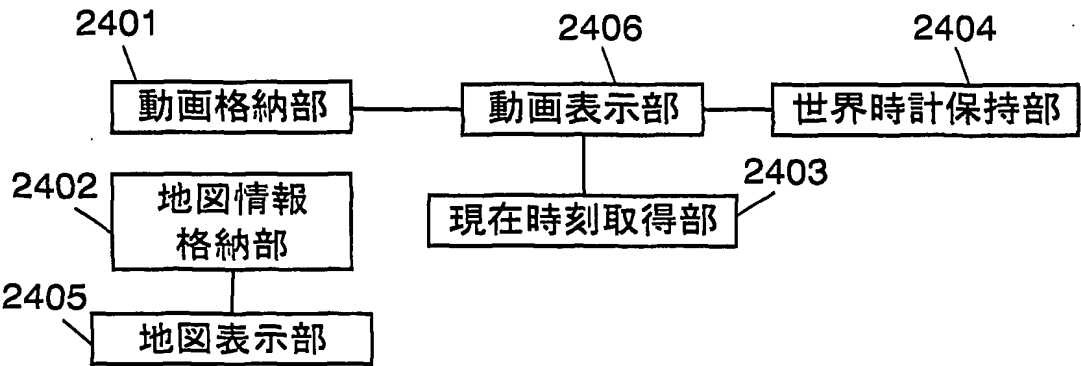 2401
2406
2404
動画格納部
動画表示部
世界時計保持部
2402
地図情報
格納部
2403
現在時刻取得部
2405
地図表示部